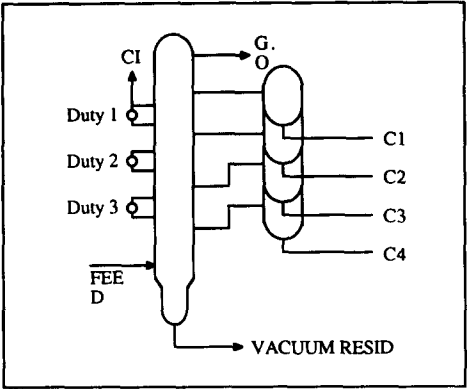 G.
O
CI
Duty 1
Duty 2
Duty 3
C1
C2
C3
C4
FEE
D
VACUUM RESID